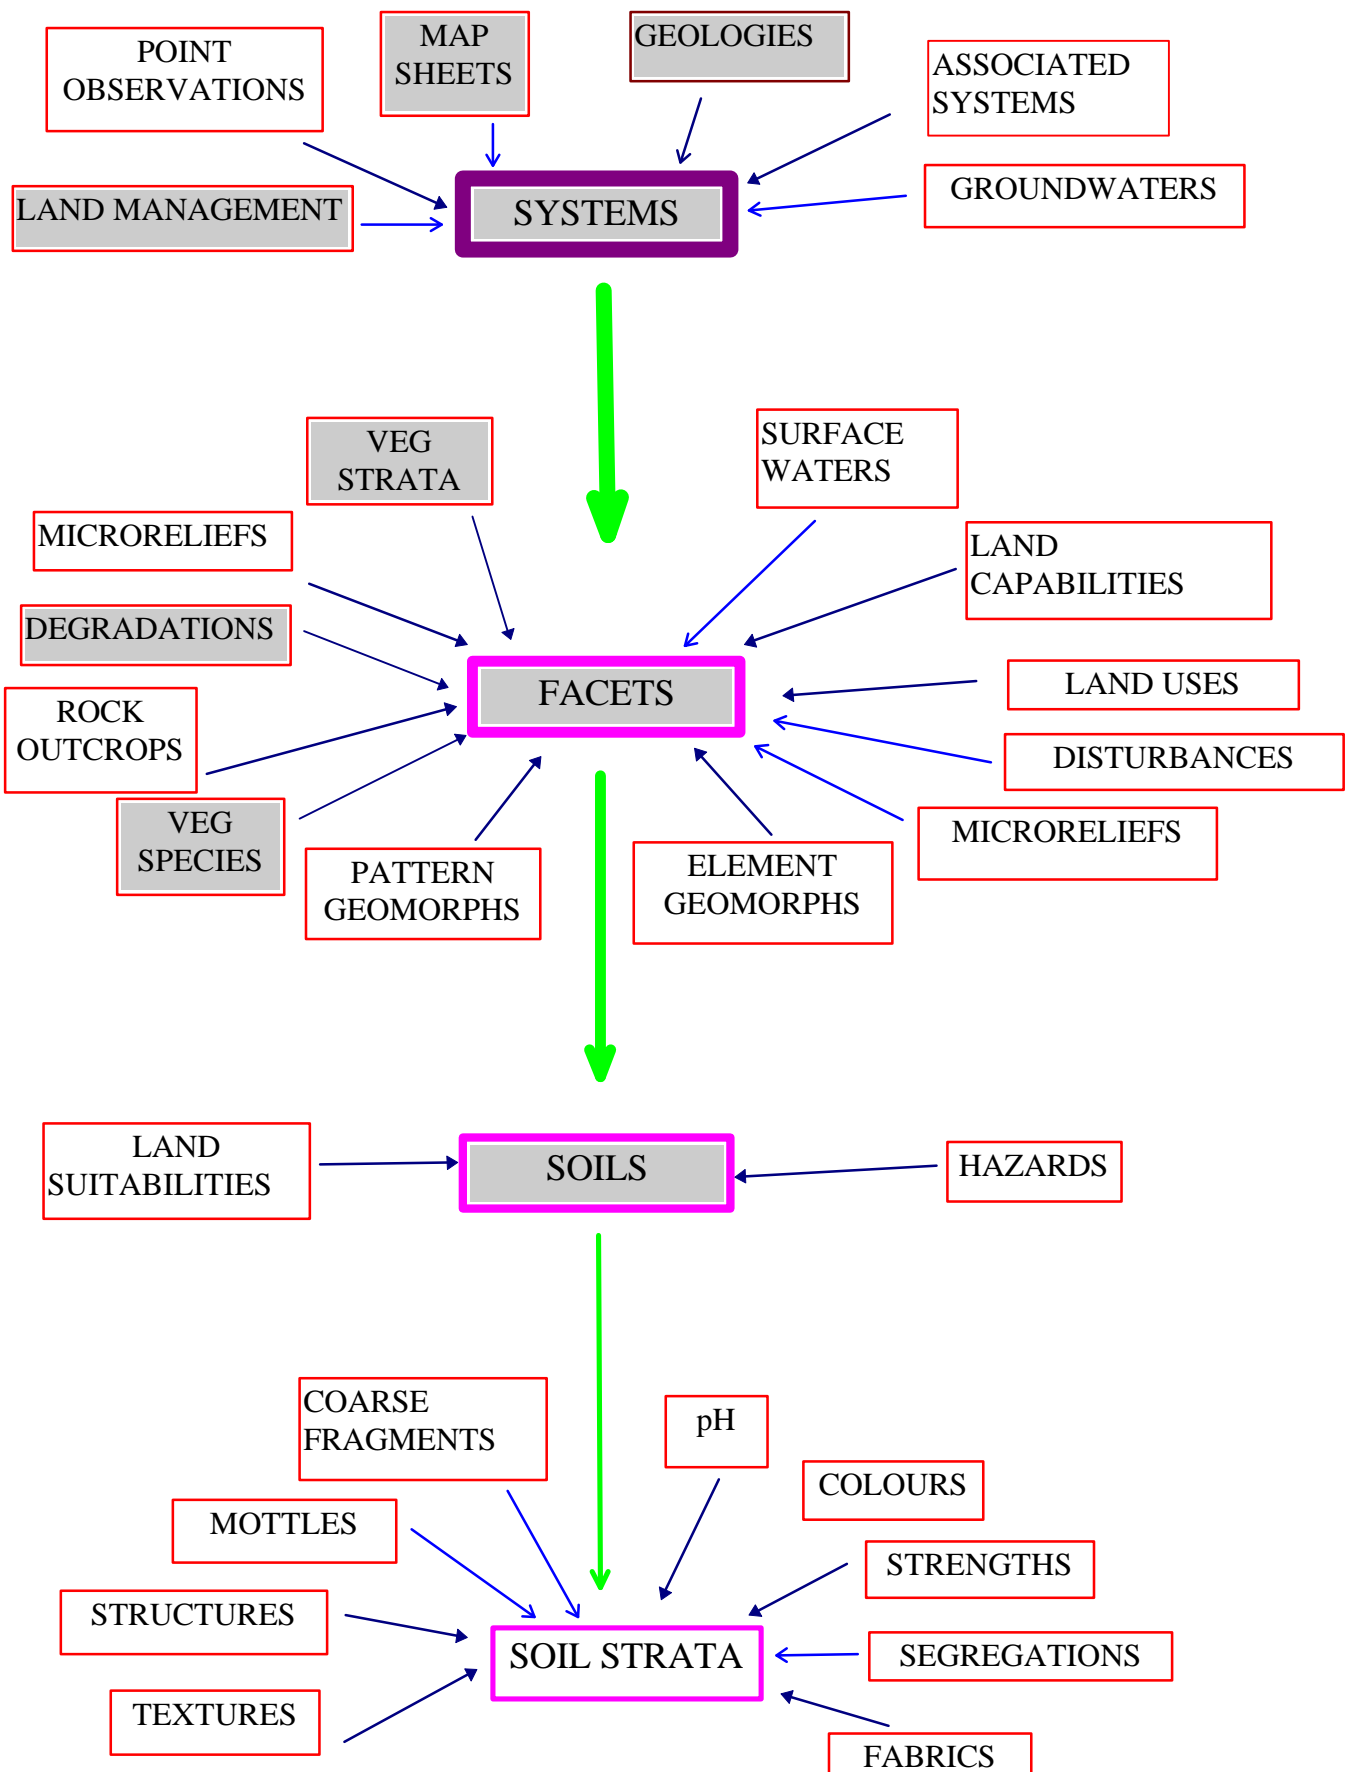 POINT
OBSERVATIONS
MAP
SHEETS
GEOLOGIES
ASSOCIATED
SYSTEMS
LAND MANAGEMENT
SYSTEMS
GROUNDWATERS
VEG
STRATA
SURFACE
WATERS
MICRORELIEFS
LAND
CAPABILITIES
DEGRADATIONS
FACETS
LAND USES
ROCK
OUTCROPS
DISTURBANCES
VEG
SPECIES
MICRORELIEFS
PATTERN
GEOMORPHS
ELEMENT
GEOMORPHS
LAND
SUITABILITIES
SOILS
HAZARDS
COARSE
FRAGMENTS
pH
COLOURS
MOTTLES
STRENGTHS
STRUCTURES
SOIL STRATA
SEGREGATIONS
TEXTURES
FABRICS